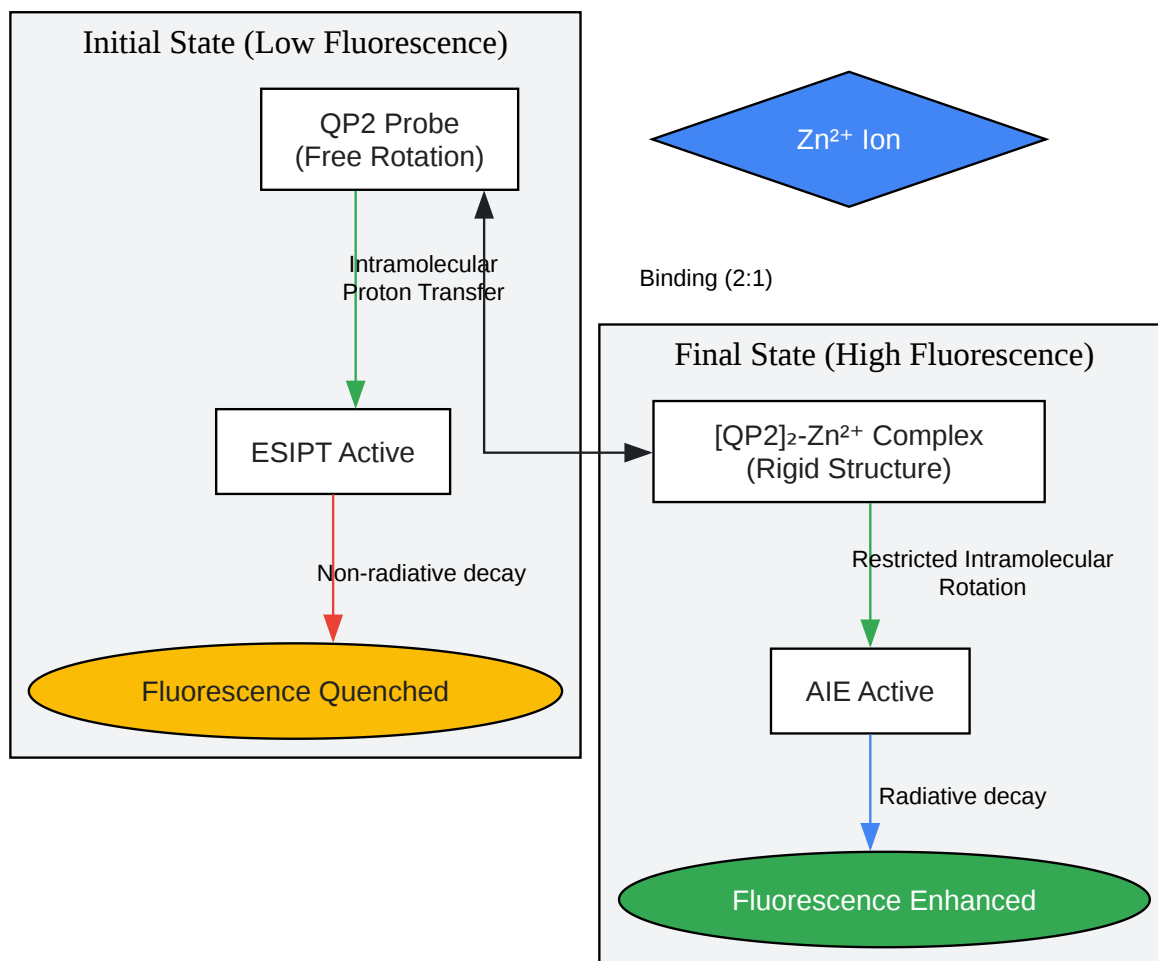 Initial State (Low Fluorescence)
QP2 Probe
(Free Rotation)
Intramolecular
Proton Transfer
ESIPT Active
Non-radiative decay
Fluorescence Quenched
Zn²⁺ Ion
Binding (2:1)
Final State (High Fluorescence)
[QP2]₂-Zn²⁺ Complex
(Rigid Structure)
Restricted Intramolecular
Rotation
AIE Active
Radiative decay
Fluorescence Enhanced